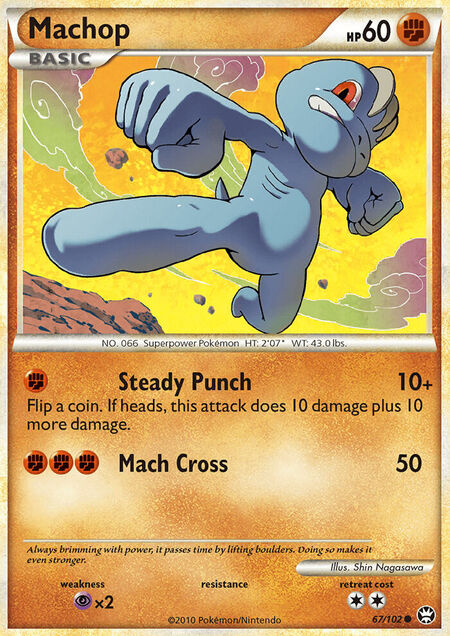 Machop
HP 60
BASIC
NO. 066 Superpower Pokémon HT: 2'07" WT: 43.0 lbs.
Steady Punch 10+
Flip a coin. If heads, this attack does 10 damage plus 10
more damage.
Mach Cross 50
Always brimming with power, it passes time by lifting boulders. Doing so makes it
even stronger.
Illus. Shin Nagasawa
weakness resistance retreat cost
×2
67/102
©2010 Pokémon/Nintendo